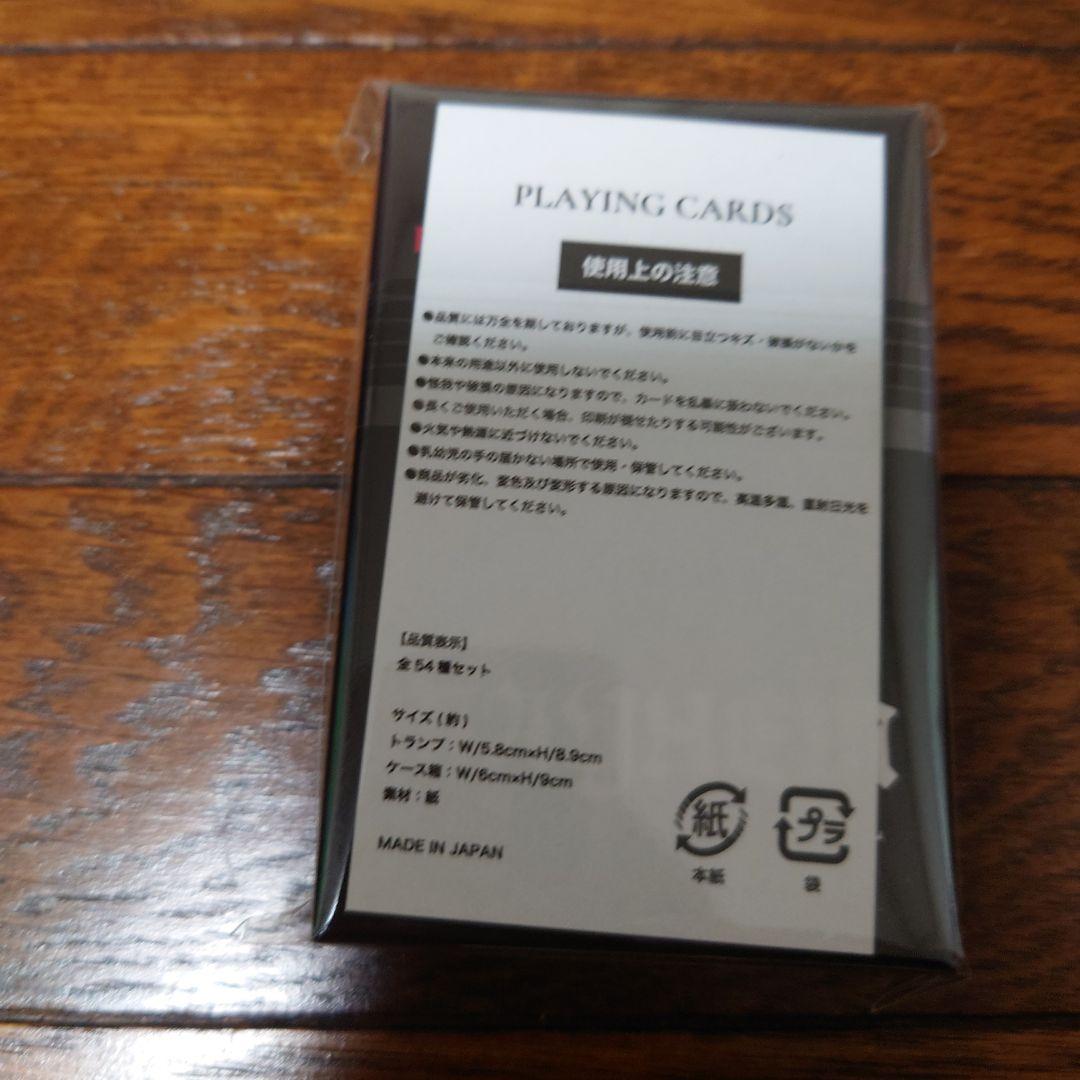 PLAYING CARDS
使用上の注意
●品質には万全を期しておりますが、使用前に目立つキズ・破損がないかを
ご確認ください。
●本来の用途以外に使用しないでください。
●怪我や破損の原因になりますので、カードを乱暴に扱わないでください。
●長くご使用いただく場合、印刷が褪せたりする可能性がございます。
●火気や熱源に近づけないでください。
●乳幼児の手の届かない場所で使用・保管してください。
●商品が劣化、変色及び変形する原因になりますので、高温多湿、直射日光を
避けて保管してください。
【品質表示】
全54種セット
サイズ(約)
トランプ:W/5.8cm×H/8.9cm
ケース箱:W/6cm×H/9cm
素材:紙
MADE IN JAPAN
紙
本紙
プラ
袋